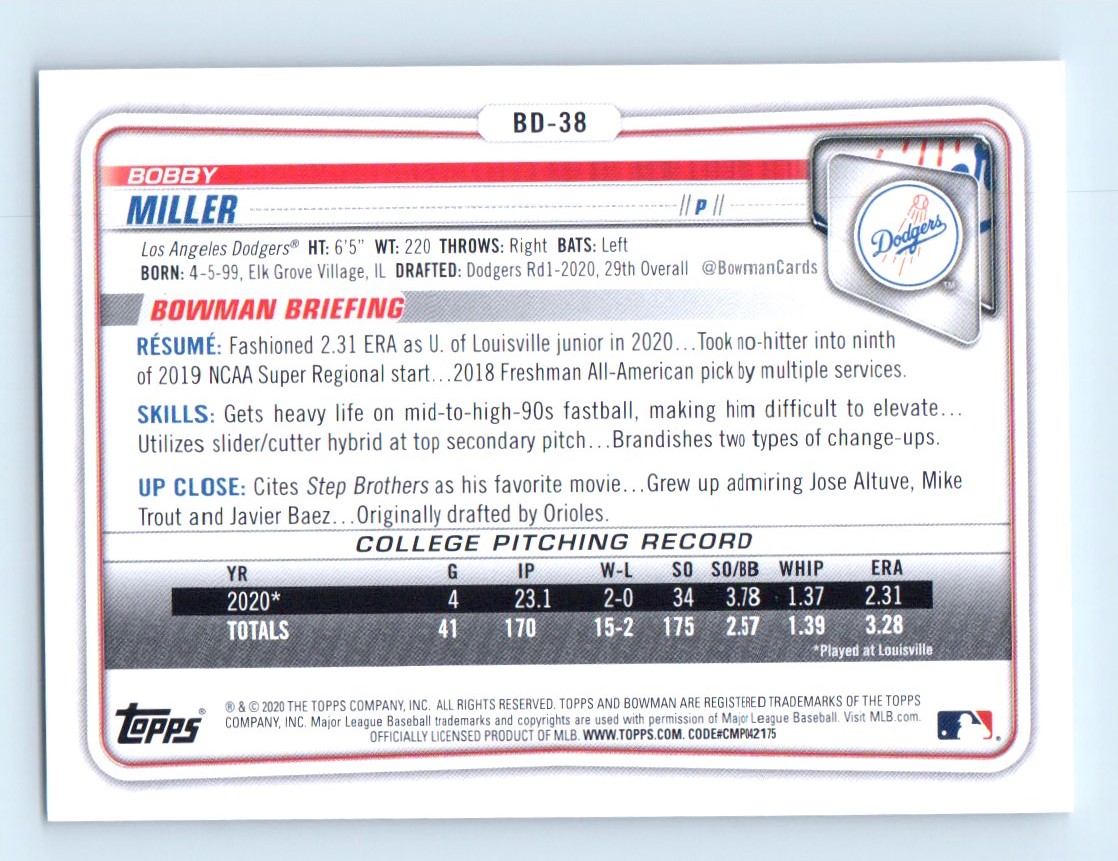 BD-38
BOBBY
MILLER // P //
Los Angeles Dodgers® HT: 6'5" WT: 220 THROWS: Right BATS: Left
BORN: 4-5-99, Elk Grove Village, IL DRAFTED: Dodgers Rd1-2020, 29th Overall @BowmanCards
Dodgers
TM
BOWMAN BRIEFING
RÉSUMÉ: Fashioned 2.31 ERA as U. of Louisville junior in 2020...Took no-hitter into ninth
of 2019 NCAA Super Regional start...2018 Freshman All-American pick by multiple services.
SKILLS: Gets heavy life on mid-to-high-90s fastball, making him difficult to elevate...
Utilizes slider/cutter hybrid at top secondary pitch...Brandishes two types of change-ups.
UP CLOSE: Cites Step Brothers as his favorite movie...Grew up admiring Jose Altuve, Mike
Trout and Javier Baez...Originally drafted by Orioles.
COLLEGE PITCHING RECORD
YR G IP W-L SO SO/BB WHIP ERA
2020* 4 23.1 2-0 34 3.78 1.37 2.31
TOTALS 41 170 15-2 175 2.57 1.39 3.28
*Played at Louisville
Topps®
® & © 2020 THE TOPPS COMPANY, INC. ALL RIGHTS RESERVED. TOPPS AND BOWMAN ARE REGISTERED TRADEMARKS OF THE TOPPS
COMPANY, INC. Major League Baseball trademarks and copyrights are used with permission of Major League Baseball. Visit MLB.com.
OFFICIALLY LICENSED PRODUCT OF MLB. WWW.TOPPS.COM. CODE#CMP042175
®